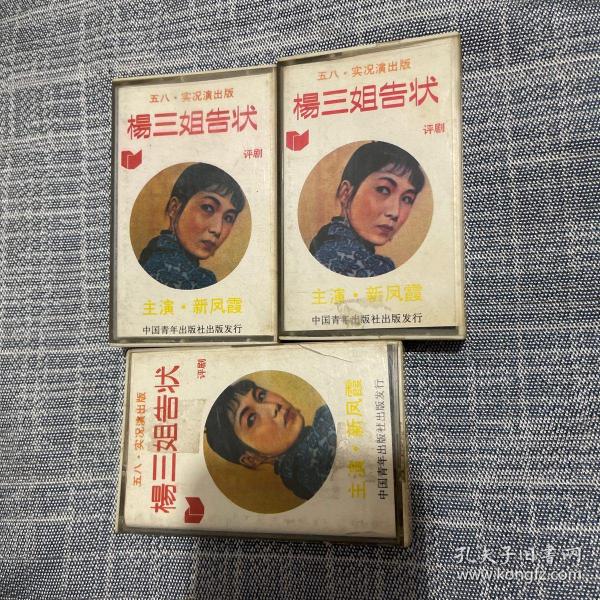 五八·实况演出版
楊三姐告状
评剧
主演·新凤霞
中国青年出版社出版发行
五八·实况演出版
楊三姐告状
评剧
主演·新凤霞
中国青年出版社出版发行
五八·实况演出版
楊三姐告状
评剧
主演·新凤霞
中国青年出版社出版发行
孔夫子旧书网
www.kongfz.com